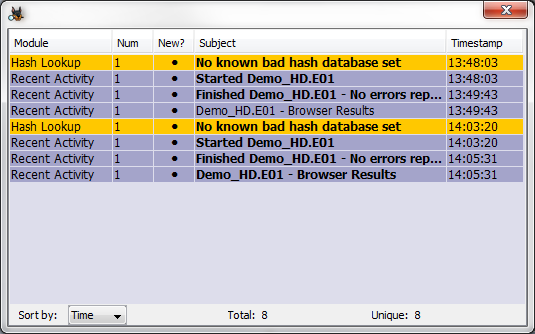 Module Num New? Subject Timestamp
Hash Lookup 1 ● No known bad hash database set 13:48:03
Recent Activity 1 ● Started Demo_HD.E01 13:48:03
Recent Activity 1 ● Finished Demo_HD.E01 - No errors rep... 13:49:43
Recent Activity 1 ● Demo_HD.E01 - Browser Results 13:49:43
Hash Lookup 1 ● No known bad hash database set 14:03:20
Recent Activity 1 ● Started Demo_HD.E01 14:03:20
Recent Activity 1 ● Finished Demo_HD.E01 - No errors rep... 14:05:31
Recent Activity 1 ● Demo_HD.E01 - Browser Results 14:05:31
Sort by: Time Total: 8 Unique: 8